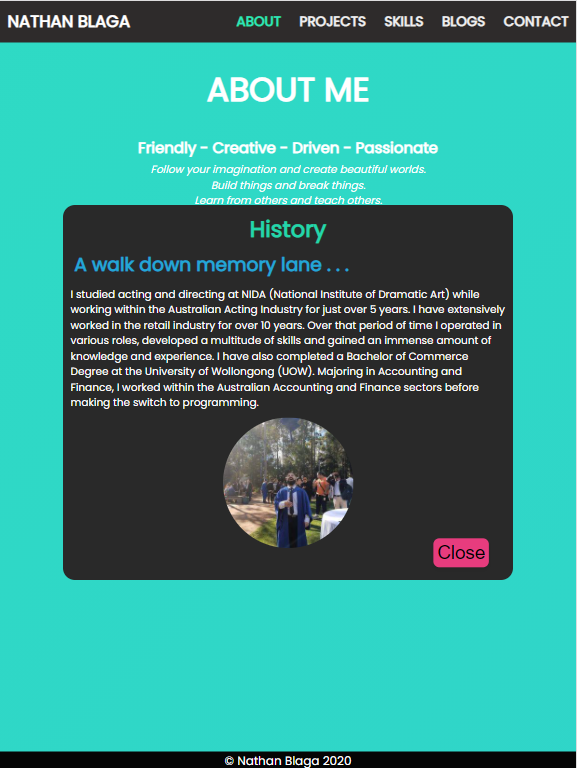 NATHAN BLAGA ABOUT PROJECTS SKILLS BLOGS CONTACT
ABOUT ME
Friendly - Creative - Driven - Passionate
Follow your imagination and create beautiful worlds.
Build things and break things.
Learn from others and teach others.
History
A walk down memory lane . . .
I studied acting and directing at NIDA (National Institute of Dramatic Art) while
working within the Australian Acting Industry for just over 5 years. I have extensively
worked in the retail industry for over 10 years. Over that period of time I operated in
various roles, developed a multitude of skills and gained an immense amount of
knowledge and experience. I have also completed a Bachelor of Commerce
Degree at the University of Wollongong (UOW). Majoring in Accounting and
Finance, I worked within the Australian Accounting and Finance sectors before
making the switch to programming.
Close
© Nathan Blaga 2020